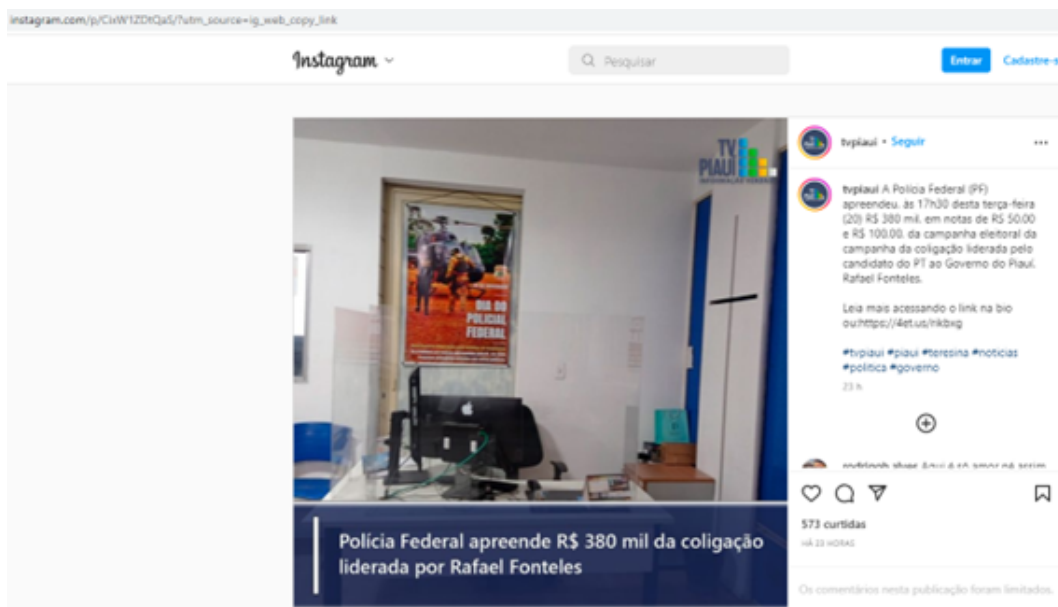 instagram.com/p/CixW1ZDtQaS/?utm_source=ig_web_copy_link
Instagram
Pesquisar
Entrar
Cadastre-s
TV
PIAUÍ
DIA DO
POLICIAL
FEDERAL
Polícia Federal apreende R$ 380 mil da coligação
liderada por Rafael Fonteles
tvpiaui • Seguir
tvpiaui A Polícia Federal (PF)
apreendeu, às 17h30 desta terça-feira
(20) R$ 380 mil, em notas de R$ 50,00
e R$ 100,00, da campanha eleitoral da
campanha da coligação liderada pelo
candidato do PT ao Governo do Piauí,
Rafael Fonteles.
Leia mais acessando o link na bio
ou:https://4et.us/rikbxg
#tvpiaui #piaui #teresina #noticias
#politica #governo
23 h
573 curtidas
HÁ 23 HORAS
Os comentários nesta publicação foram limitados.